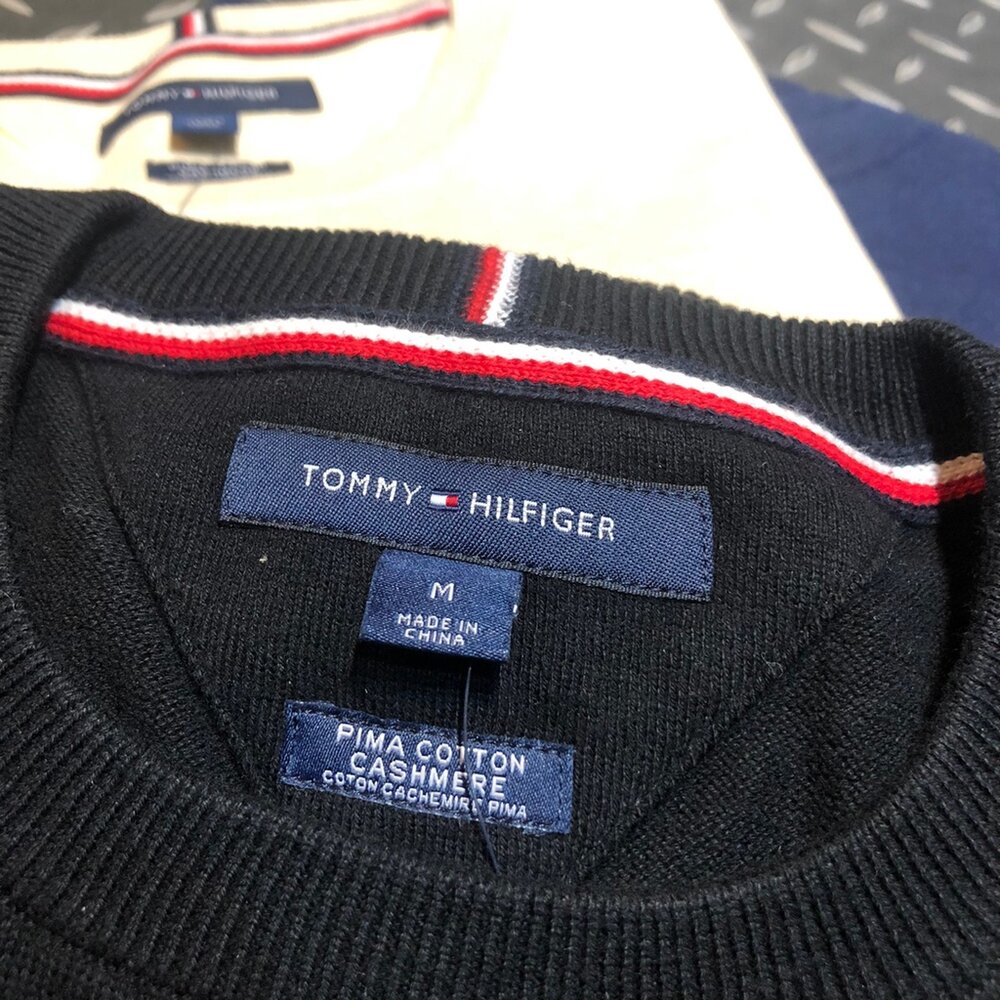 TOMMY HILFIGER
TOMMY HILFIGER
M
MADE IN
CHINA
PIMA COTTON
CASHMERE
COTON CACHEMIRE PIMA